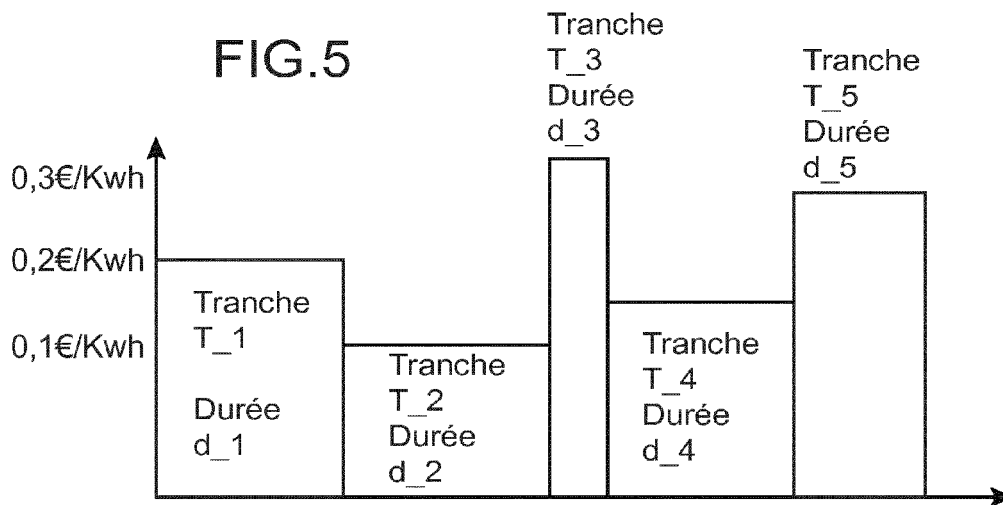 FIG.5
Tranche
T_3
Durée
d_3
Tranche
T_5
Durée
d_5
0,3€/Kwh
0,2€/Kwh
0,1€/Kwh
Tranche
T_1
Durée
d_1
Tranche
T_2
Durée
d_2
Tranche
T_4
Durée
d_4